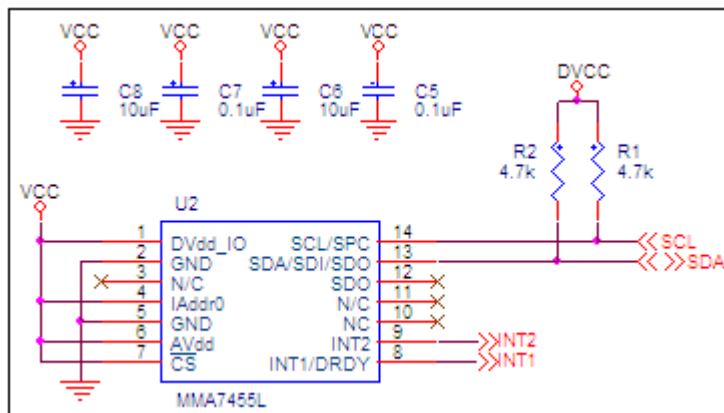 VCC VCC VCC VCC
C8 10uF
C7 0.1uF
C6 10uF
C5 0.1uF
DVCC
R2 4.7k
R1 4.7k
VCC
U2
1 DVdd_IO SCL/SPC 14 SCL
2 GND SDA/SDI/SDO 13 SDA
3 N/C SDO 12
4 IAddr0 N/C 11
5 GND NC 10
6 AVdd INT2 9 INT2
7 CS INT1/DRDY 8 INT1
MMA7455L